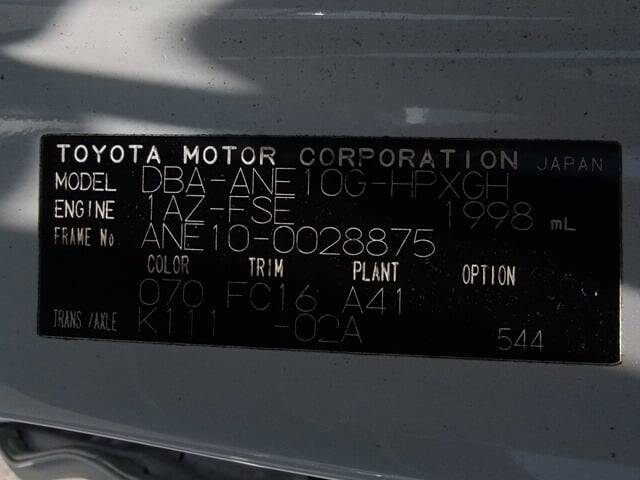 TOYOTA MOTOR CORPORATION JAPAN
MODEL DBA-ANE10G-HPXGH
ENGINE 1AZ-FSE 1998 mL
FRAME No. ANE10-0028875
COLOR TRIM PLANT OPTION
070 FC16 A41
TRANS/AXLE K111 -02A 544